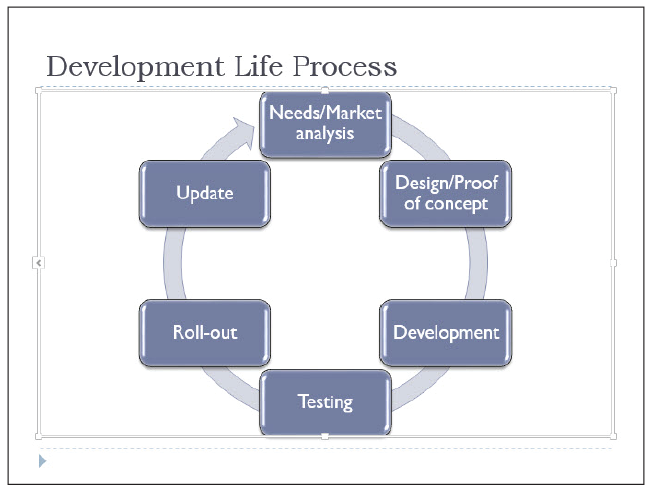 Development Life Process
Needs/Market
analysis
Design/Proof
of concept
Development
Testing
Roll-out
Update